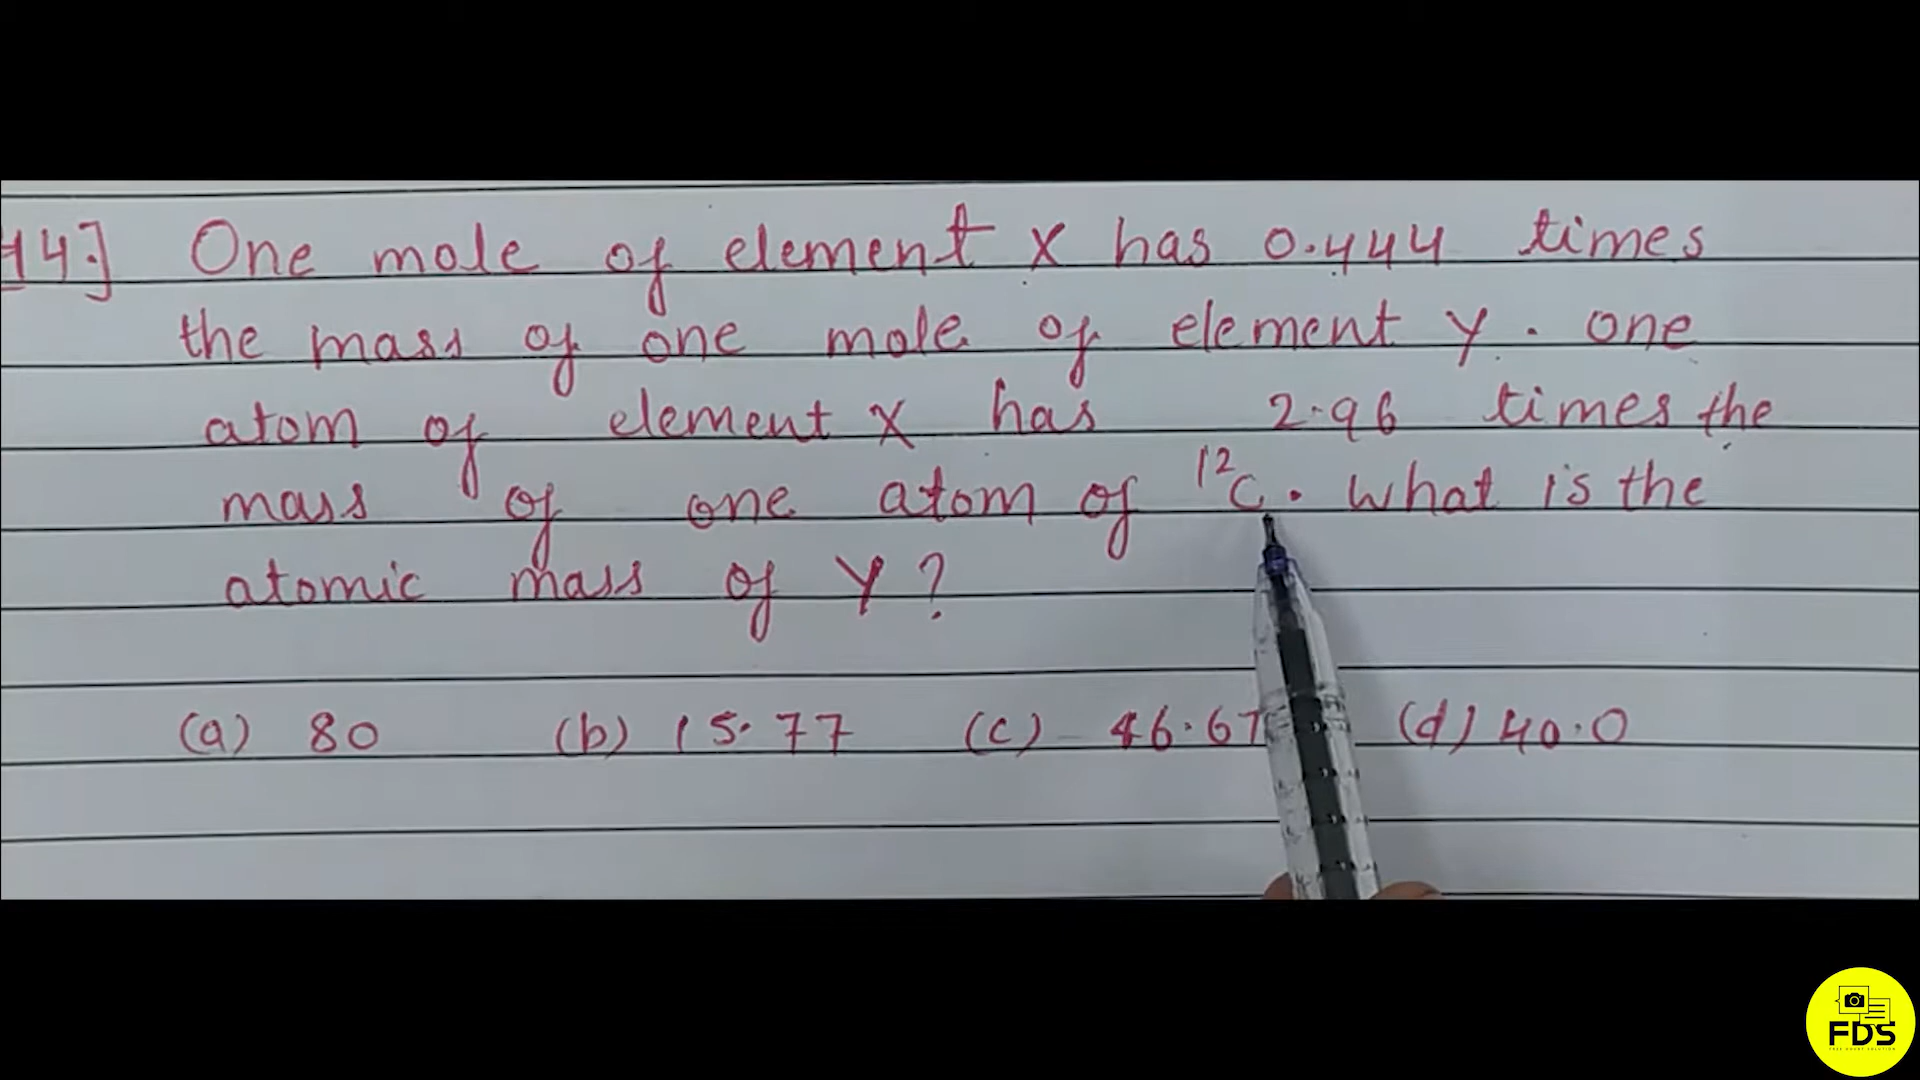 14.] One mole of element X has 0.444 times
the mass of one mole of element Y. One
atom of element X has 2.96 times the
mass of one atom of ¹²C. What is the
atomic mass of Y?
(a) 80 (b) 15.77 (c) 46.67 (d) 40.0
FDS